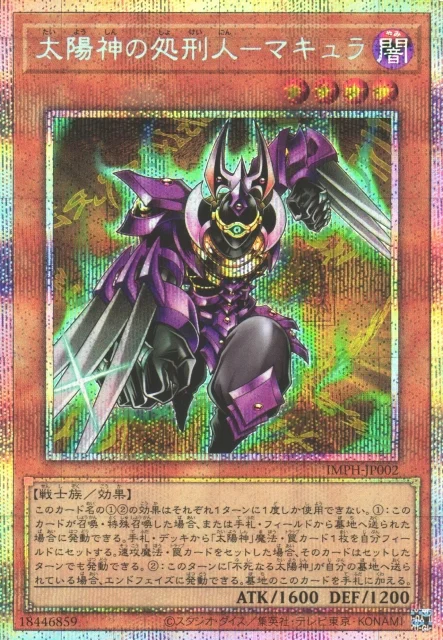 太陽神の処刑人-マキュラ
闇
IMPH-JP002
【戦士族/効果】
このカード名の①②の効果はそれぞれ1ターンに1度しか使用できない。①:この
カードが召喚・特殊召喚した場合、または手札・フィールドから墓地へ送られた
場合に発動できる。手札・デッキから「太陽神」魔法・罠カード1枚を自分フィール
ドにセットする。速攻魔法・罠カードをセットした場合、そのカードはセットした
ターンでも発動できる。②:このターンに「不死なる太陽神」が自分の墓地へ送ら
れている場合、エンドフェイズに発動できる。墓地のこのカードを手札に加える。
ATK/1600 DEF/1200
18446859
©スタジオ・ダイス/集英社・テレビ東京・KONAMI